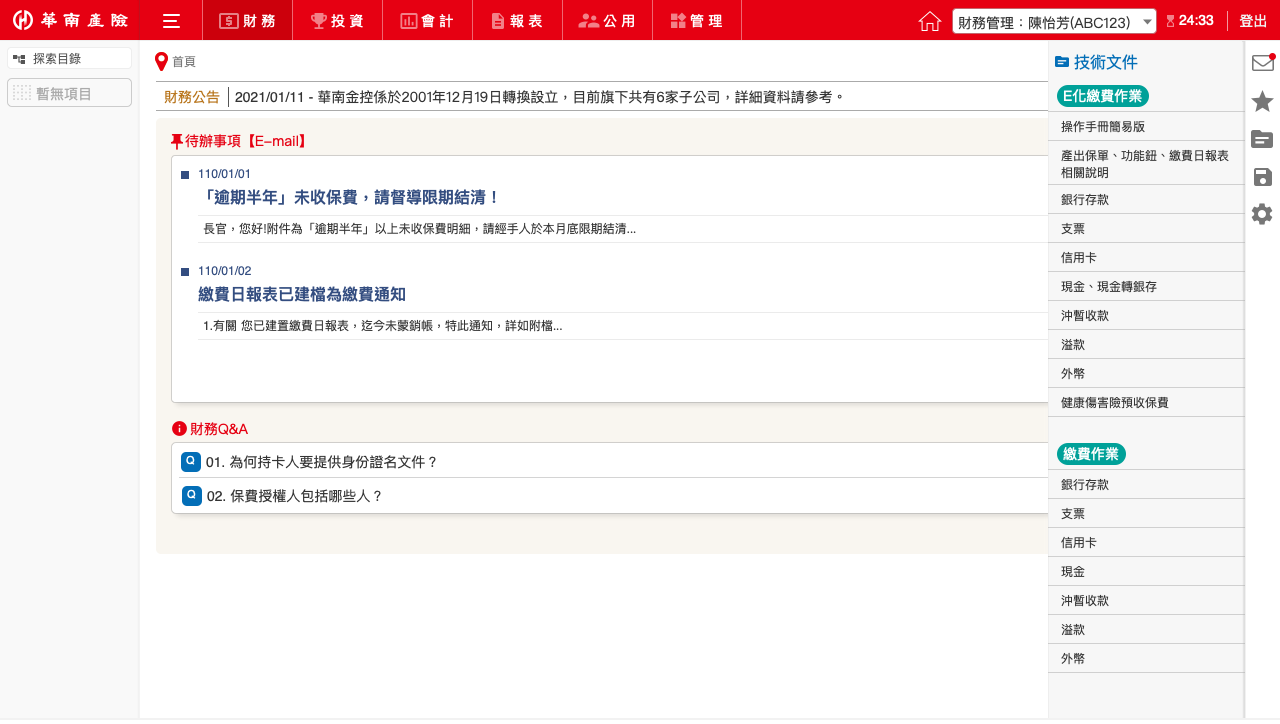 華南產險
財務
投資
會計
報表
公用
管理
財務管理：陳怡芳(ABC123)
24:33
登出
探索目錄
暫無項目
首頁
財務公告
2021/01/11 - 華南金控係於2001年12月19日轉換設立，目前旗下共有6家子公司，詳細資料請參考。
待辦事項【E-mail】
110/01/01
「逾期半年」未收保費，請督導限期結清！
長官，您好!附件為「逾期半年」以上未收保費明細，請經手人於本月底限期結清...
110/01/02
繳費日報表已建檔為繳費通知
1.有關 您已建置繳費日報表，迄今未蒙銷帳，特此通知，詳如附檔...
財務Q&A
Q 01. 為何持卡人要提供身份證名文件？
Q 02. 保費授權人包括哪些人？
技術文件
E化繳費作業
操作手冊簡易版
產出保單、功能鈕、繳費日報表
相關說明
銀行存款
支票
信用卡
現金、現金轉銀存
沖暫收款
溢款
外幣
健康傷害險預收保費
繳費作業
銀行存款
支票
信用卡
現金
沖暫收款
溢款
外幣